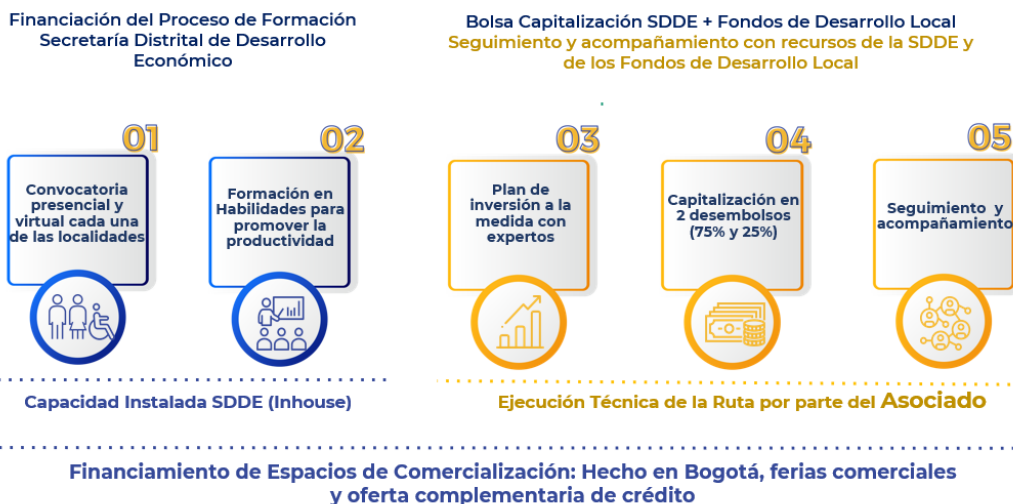 Financiación del Proceso de Formación
Secretaría Distrital de Desarrollo
Económico
Bolsa Capitalización SDDE + Fondos de Desarrollo Local
Seguimiento y acompañamiento con recursos de la SDDE y
de los Fondos de Desarrollo Local
01
Convocatoria
presencial y
virtual cada una
de las localidades
02
Formación en
Habilidades para
promover la
productividad
03
Plan de
inversión a la
medida con
expertos
04
Capitalización en
2 desembolsos
(75% y 25%)
05
Seguimiento y
acompañamiento
Capacidad Instalada SDDE (Inhouse)
Ejecución Técnica de la Ruta por parte del Asociado
Financiamiento de Espacios de Comercialización: Hecho en Bogotá, ferias comerciales
y oferta complementaria de crédito